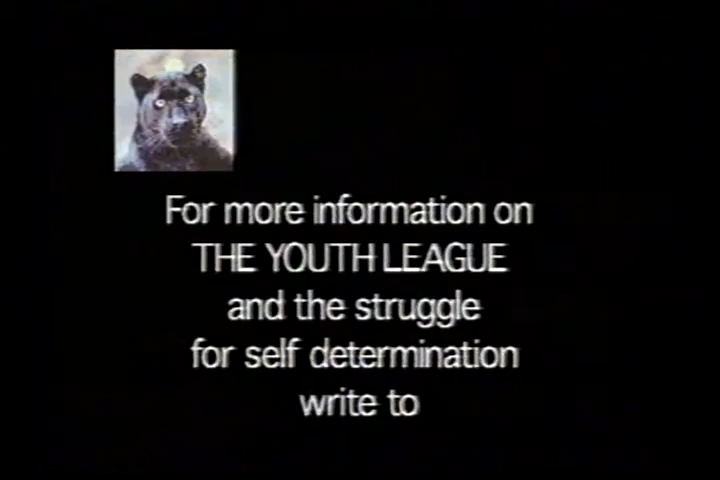 For more information on
THE YOUTH LEAGUE
and the struggle
for self determination
write to